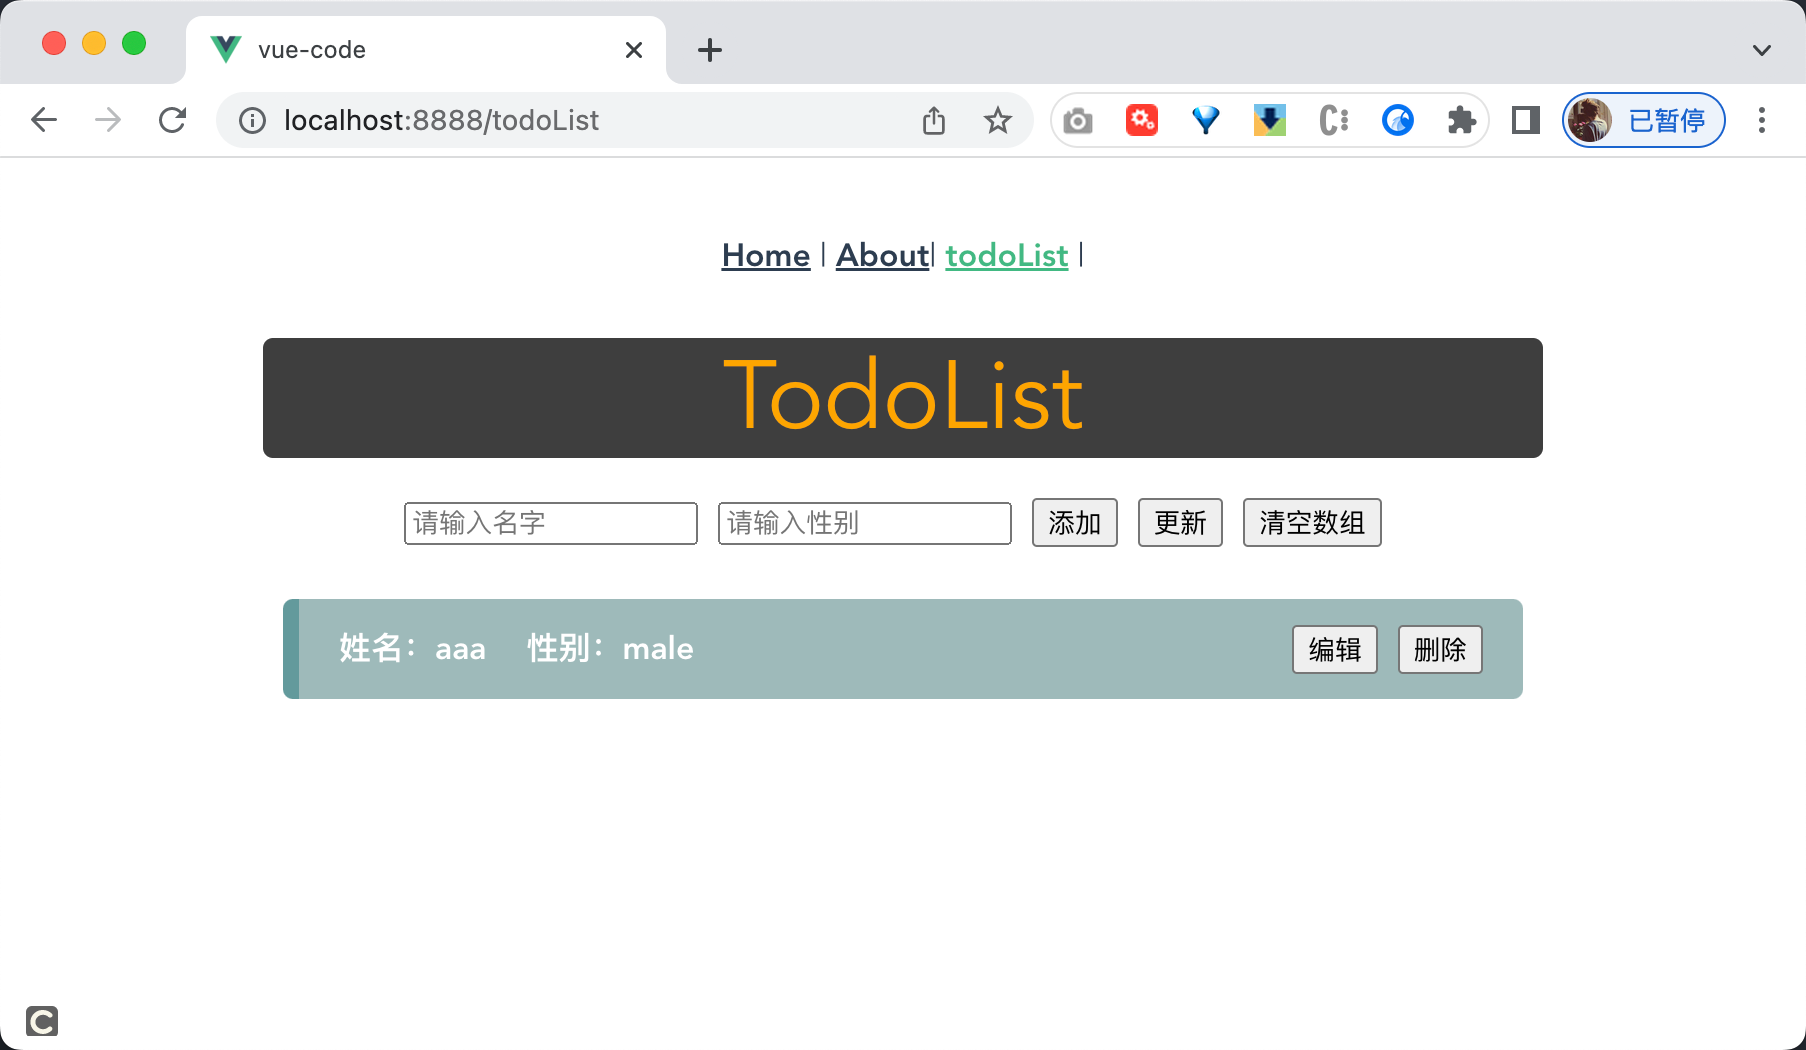 vue-code
localhost:8888/todoList
已暂停
Home | About| todoList |
TodoList
请输入名字 请输入性别 添加 更新 清空数组
姓名：aaa 性别：male 编辑 删除
C